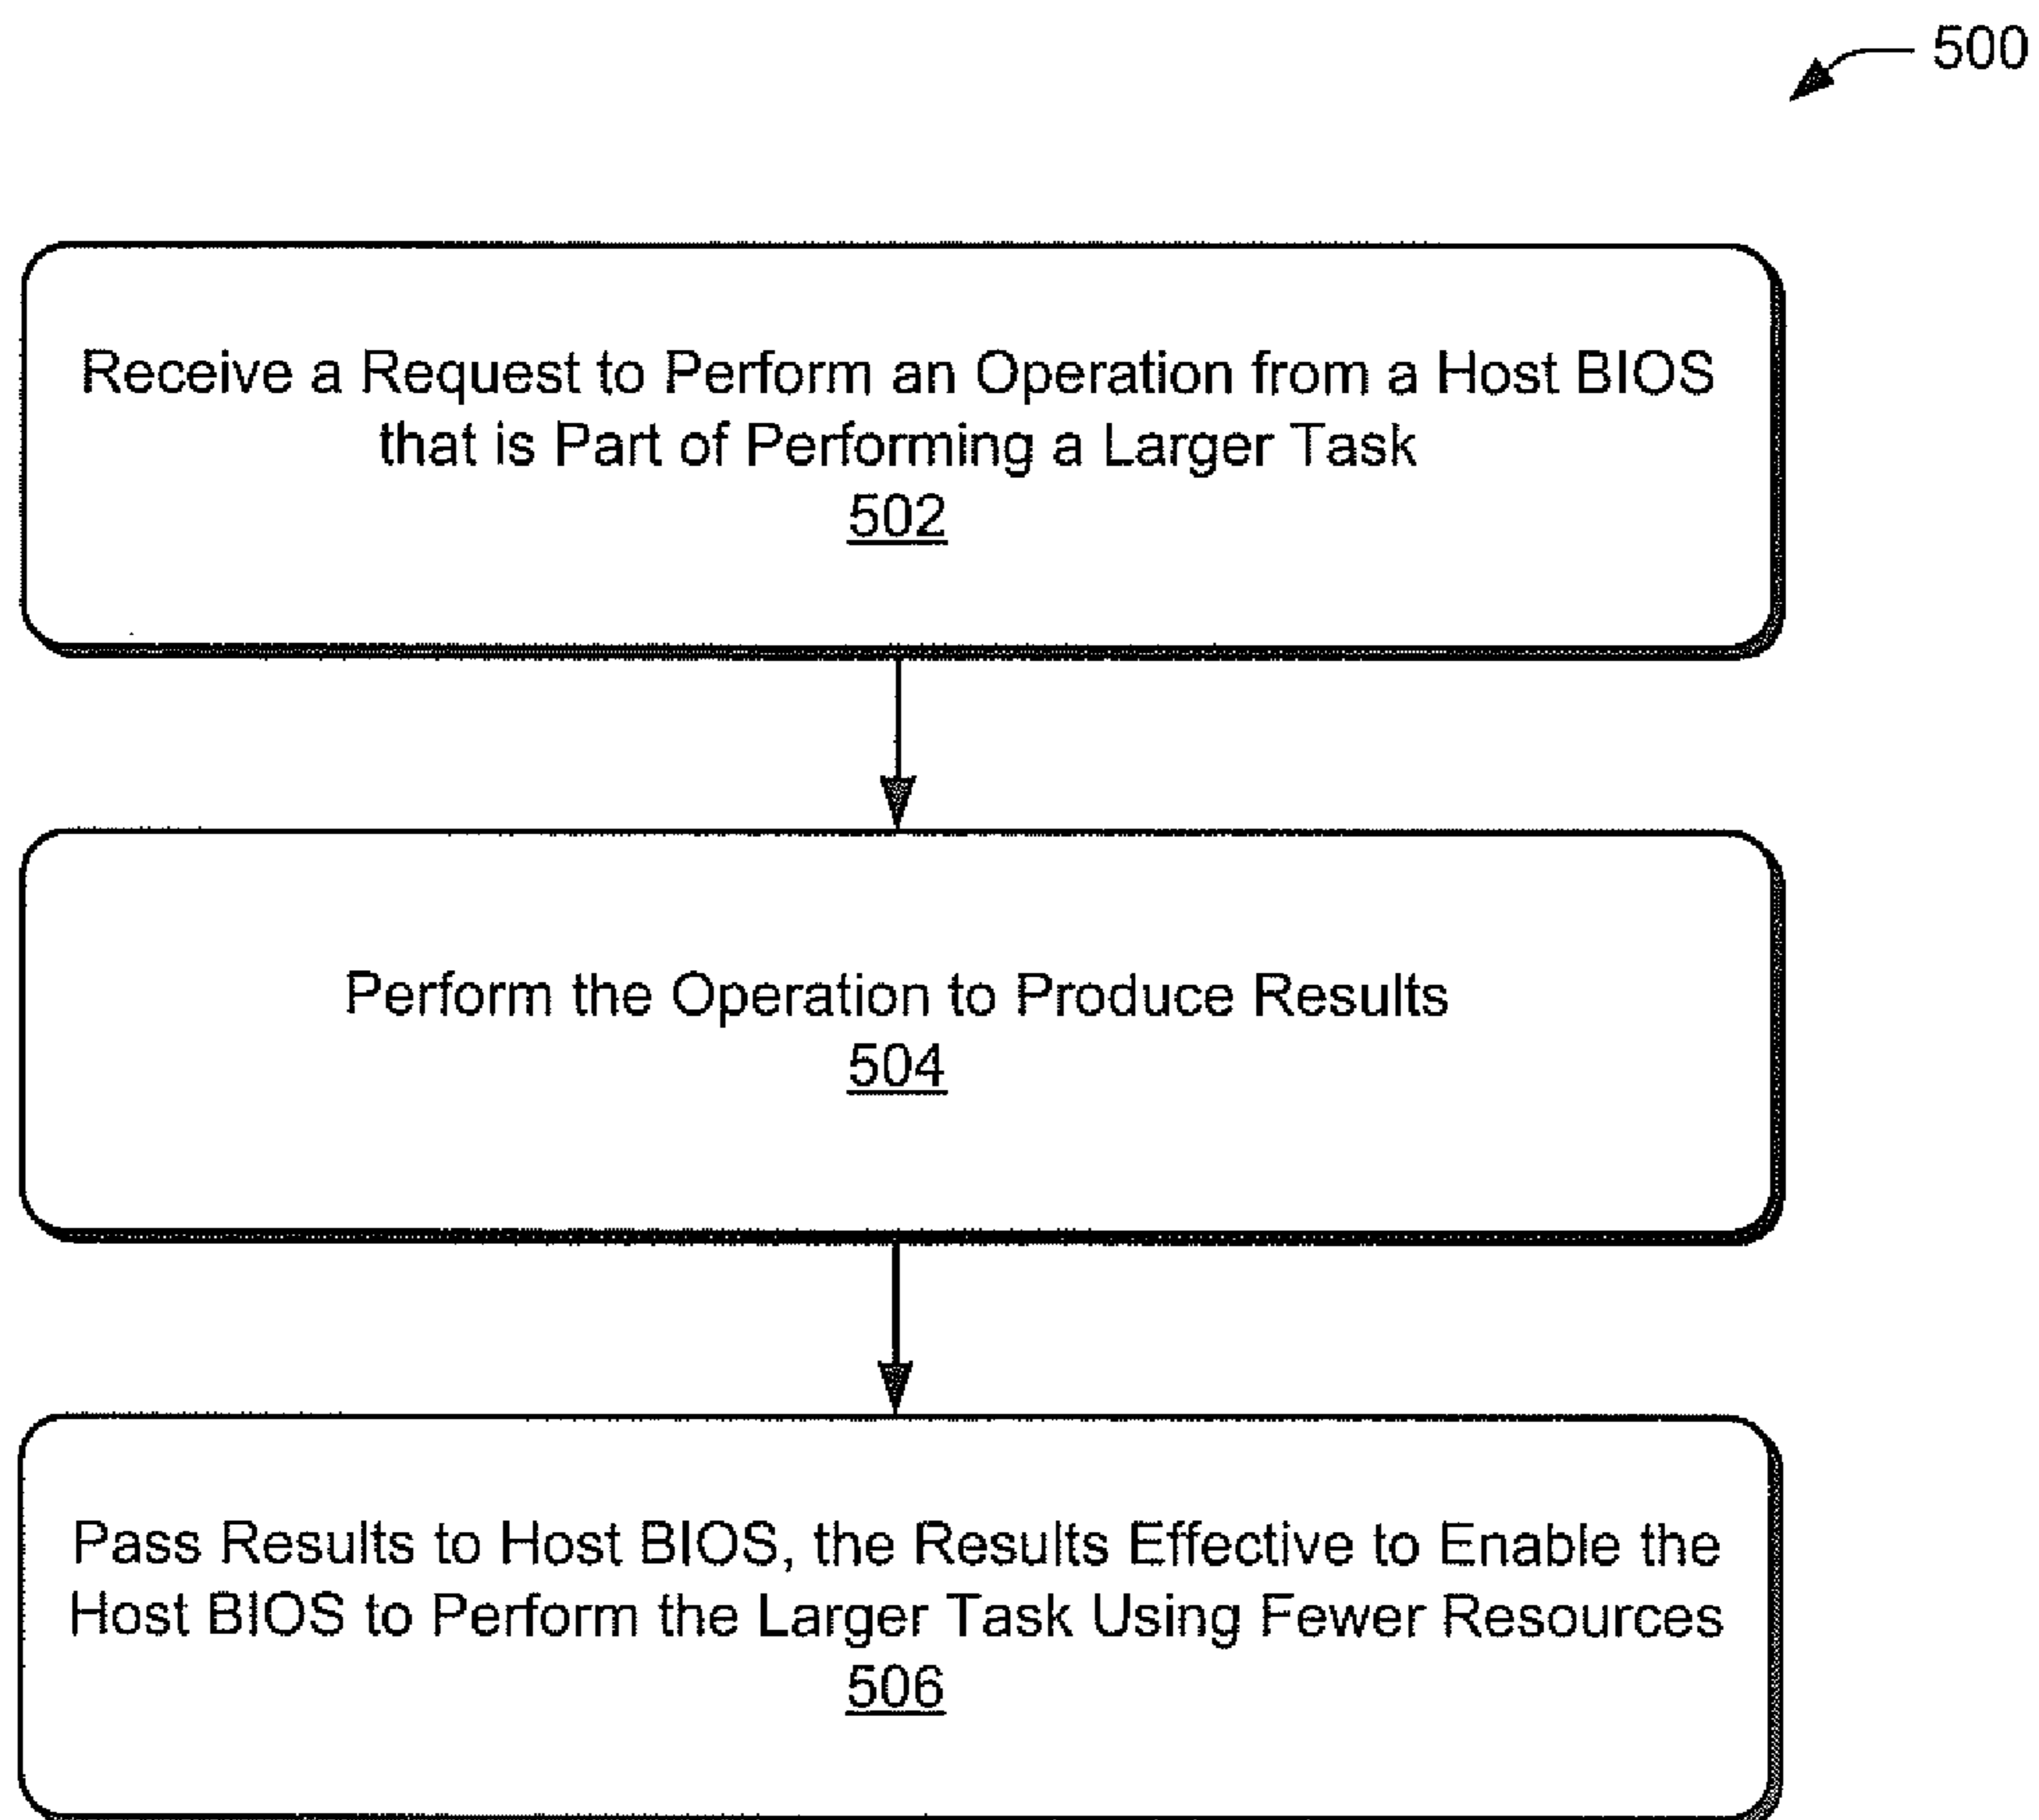 500
Receive a Request to Perform an Operation from a Host BIOS
that is Part of Performing a Larger Task
502
Perform the Operation to Produce Results
504
Pass Results to Host BIOS, the Results Effective to Enable the
Host BIOS to Perform the Larger Task Using Fewer Resources
506